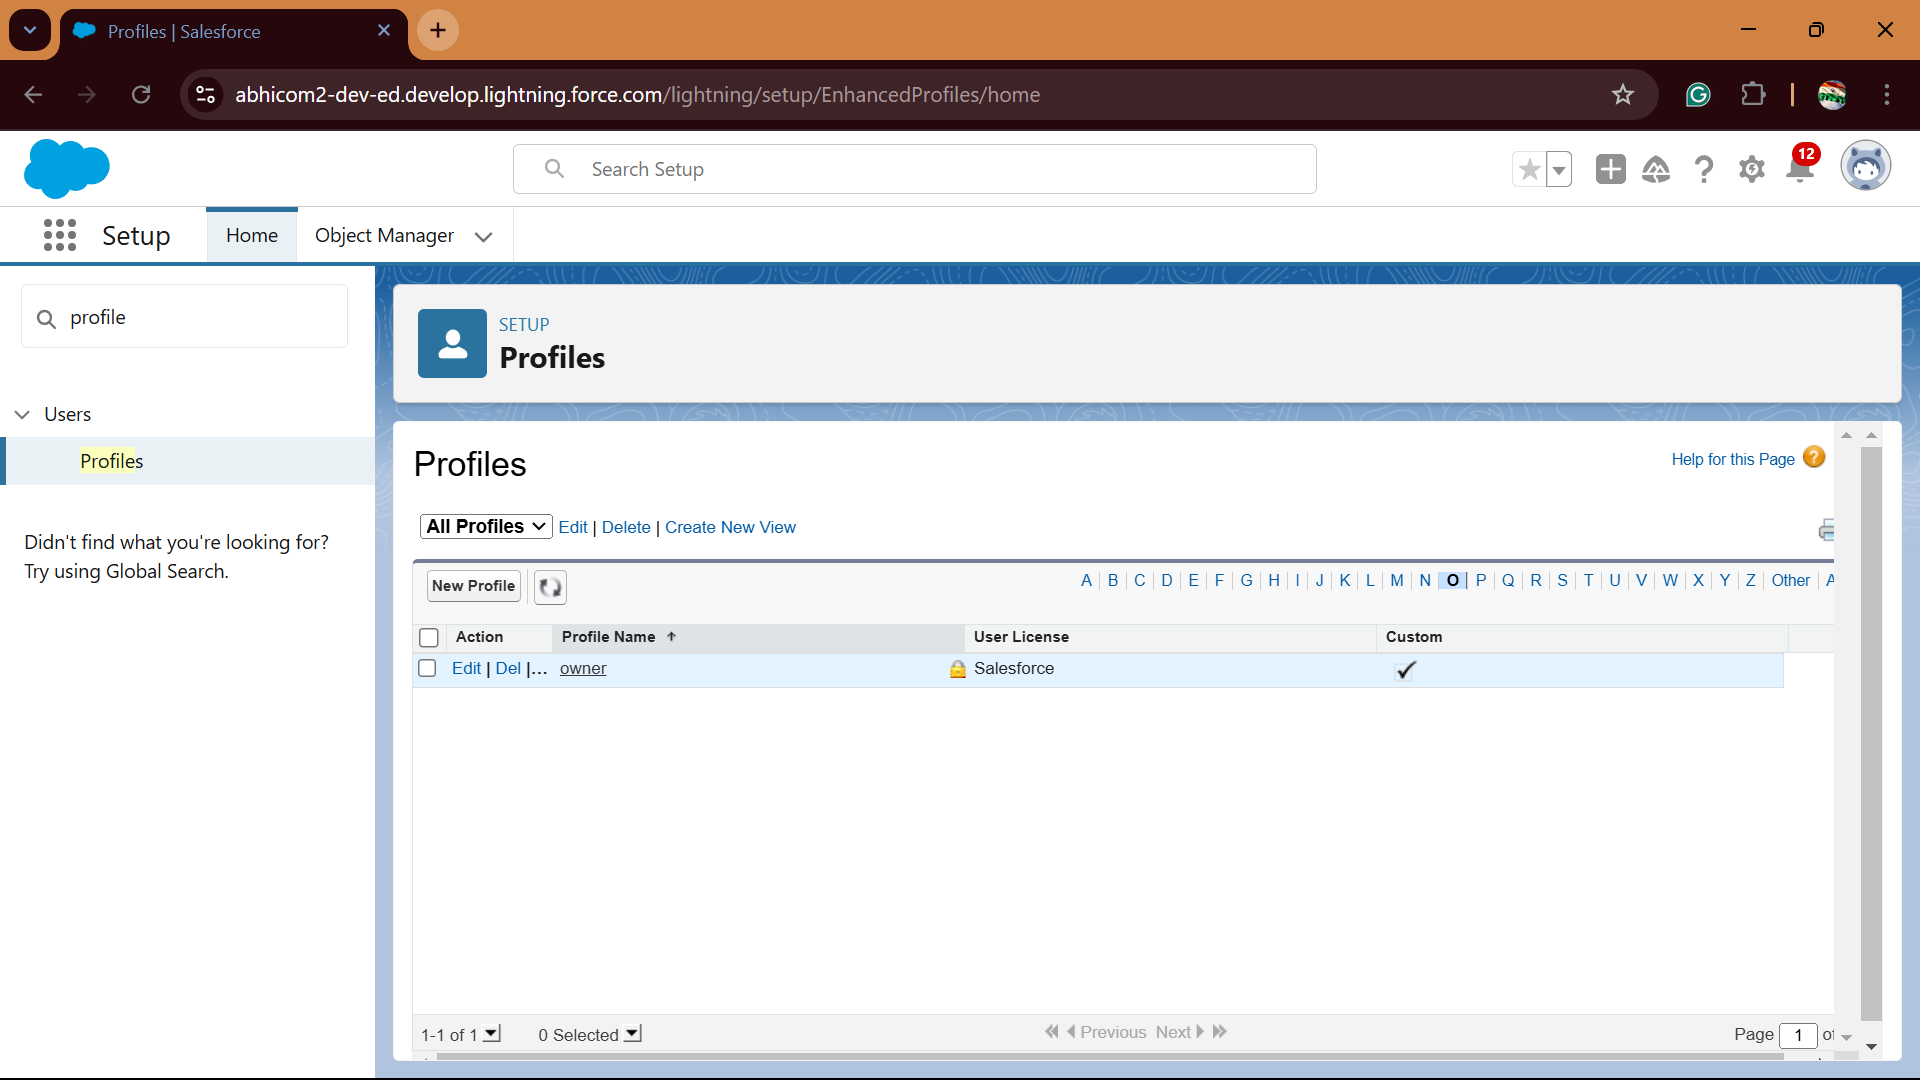 Profiles | Salesforce
abhicom2-dev-ed.develop.lightning.force.com/lightning/setup/EnhancedProfiles/home
Search Setup
12
Setup
Home
Object Manager
profile
Users
Profiles
Didn't find what you're looking for?
Try using Global Search.
SETUP
Profiles
Profiles
Help for this Page
All Profiles Edit | Delete | Create New View
New Profile
A B C D E F G H I J K L M N O P Q R S T U V W X Y Z Other A
Action Profile Name User License Custom
Edit | Del |... owner Salesforce
1-1 of 1 0 Selected Previous Next Page 1 of